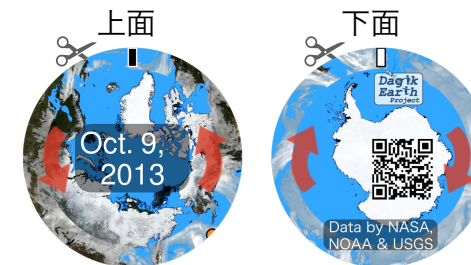 上面
下面
Oct. 9,
2013
Dagik
Earth
Project
Data by NASA,
NOAA & USGS